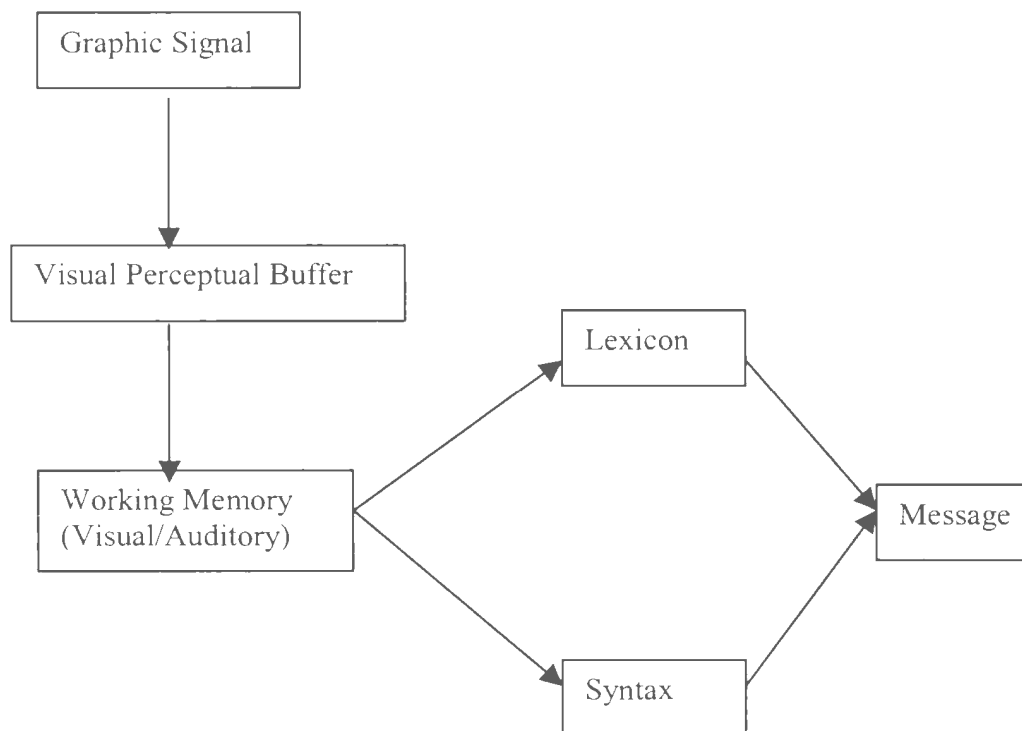 Graphic Signal
Visual Perceptual Buffer
Lexicon
Working Memory
(Visual/Auditory)
Message
Syntax